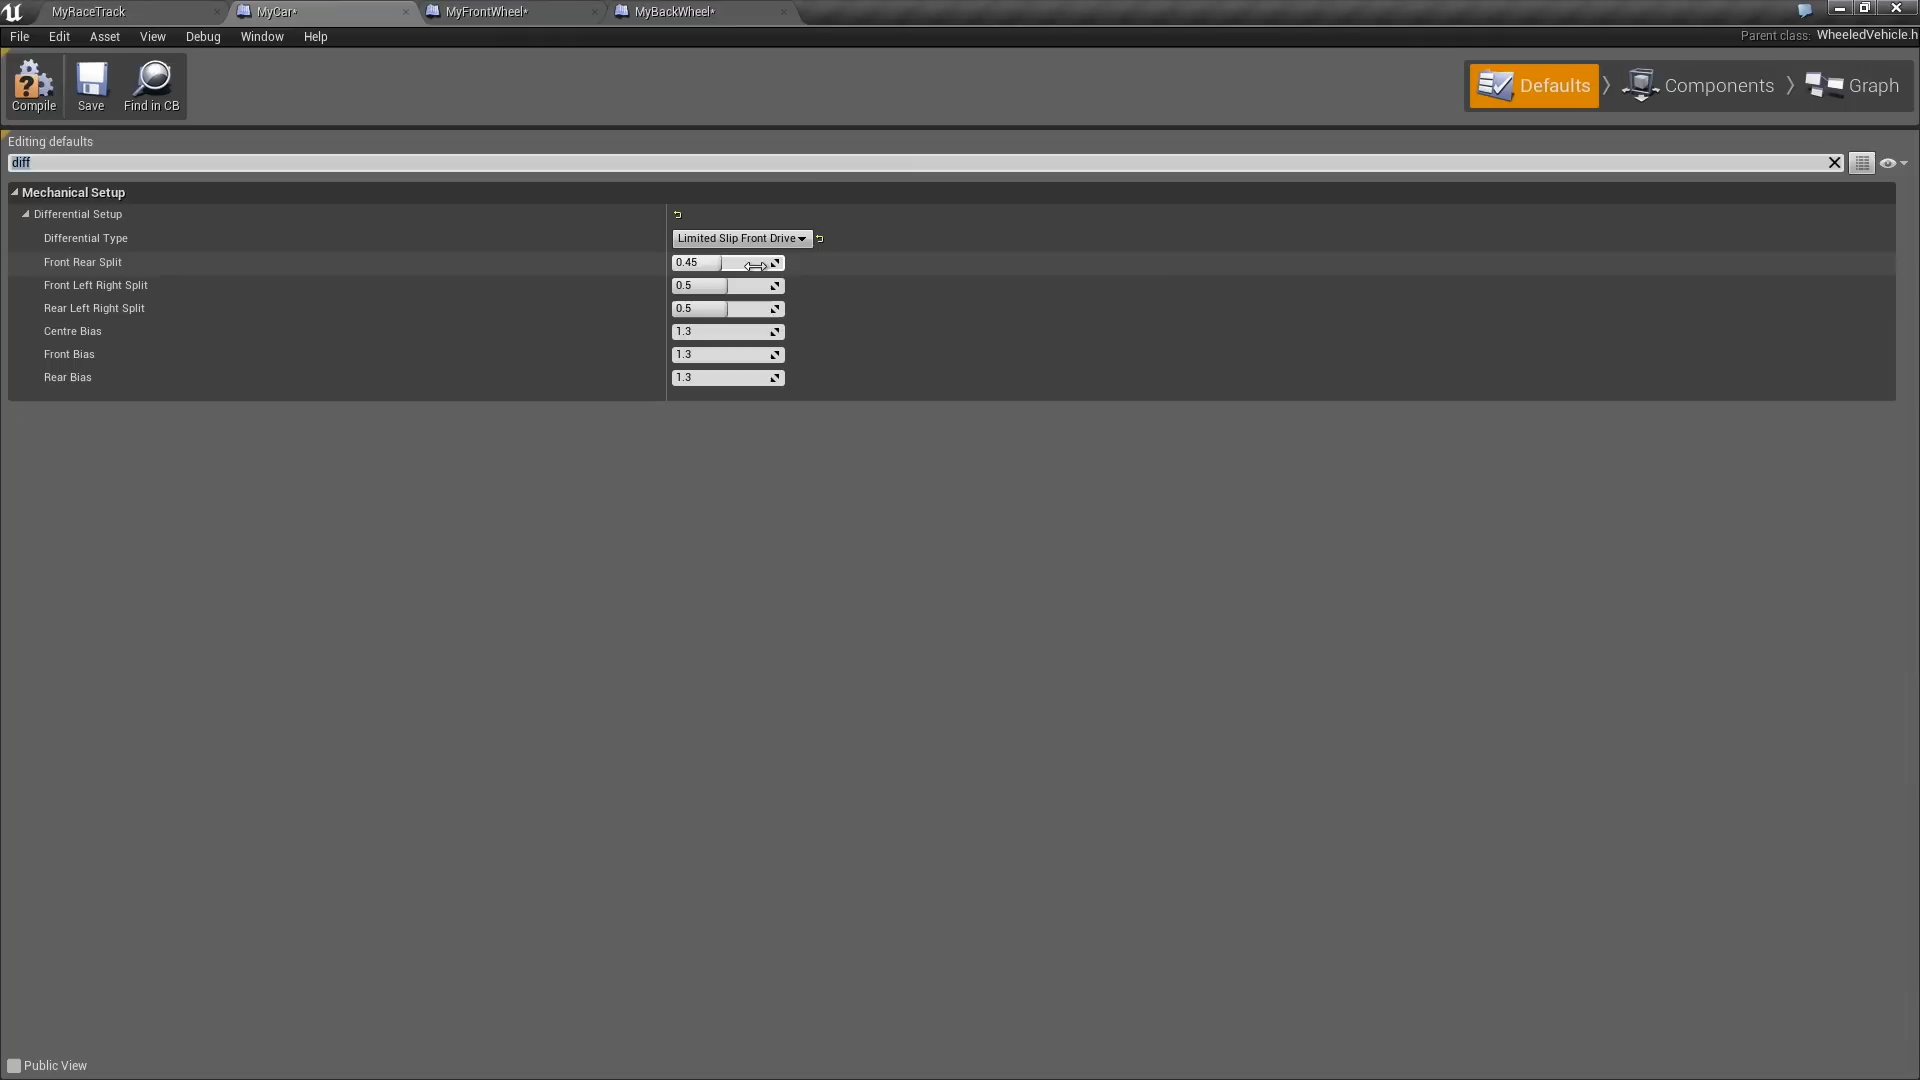 MyRaceTrack
MyCar*
MyFrontWheel*
MyBackWheel*
File Edit Asset View Debug Window Help
Parent class: WheeledVehicle.h
Compile Save Find in CB
Defaults Components Graph
Editing defaults
diff
Mechanical Setup
Differential Setup
Differential Type Limited Slip Front Drive
Front Rear Split 0.45
Front Left Right Split 0.5
Rear Left Right Split 0.5
Centre Bias 1.3
Front Bias 1.3
Rear Bias 1.3
Public View